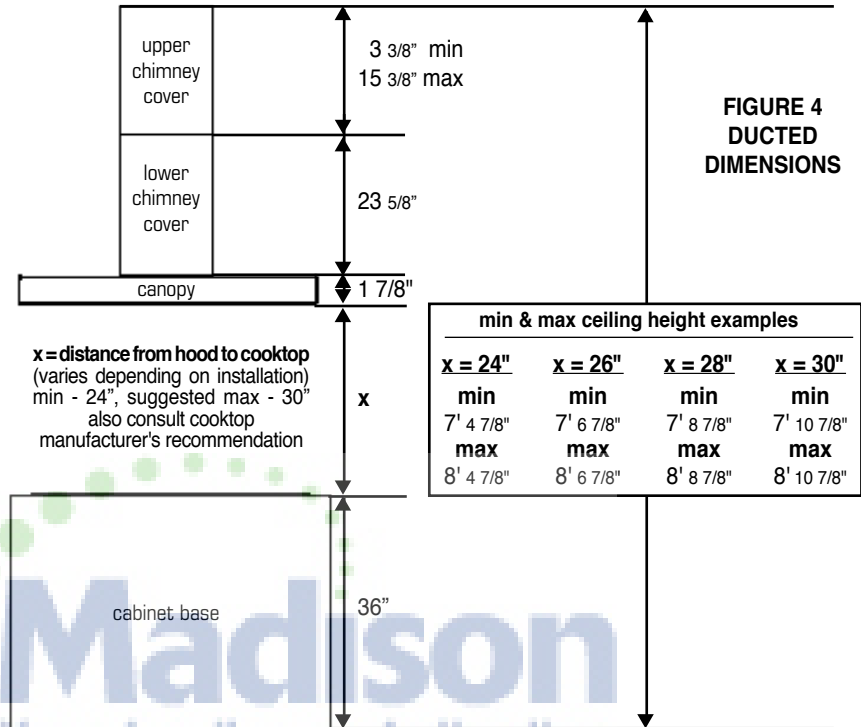 upper
chimney
cover
3 3/8” min
15 3/8” max
FIGURE 4
DUCTED
DIMENSIONS
lower
chimney
cover
23 5/8”
canopy
1 7/8"
x = distance from hood to cooktop
(varies depending on installation)
min - 24”, suggested max - 30”
also consult cooktop
manufacturer's recommendation
x
min & max ceiling height examples
x = 24" x = 26" x = 28" x = 30"
min min min min
7' 4 7/8" 7' 6 7/8" 7' 8 7/8" 7' 10 7/8"
max max max max
8' 4 7/8" 8' 6 7/8" 8' 8 7/8" 8' 10 7/8"
cabinet base
36”
Madison